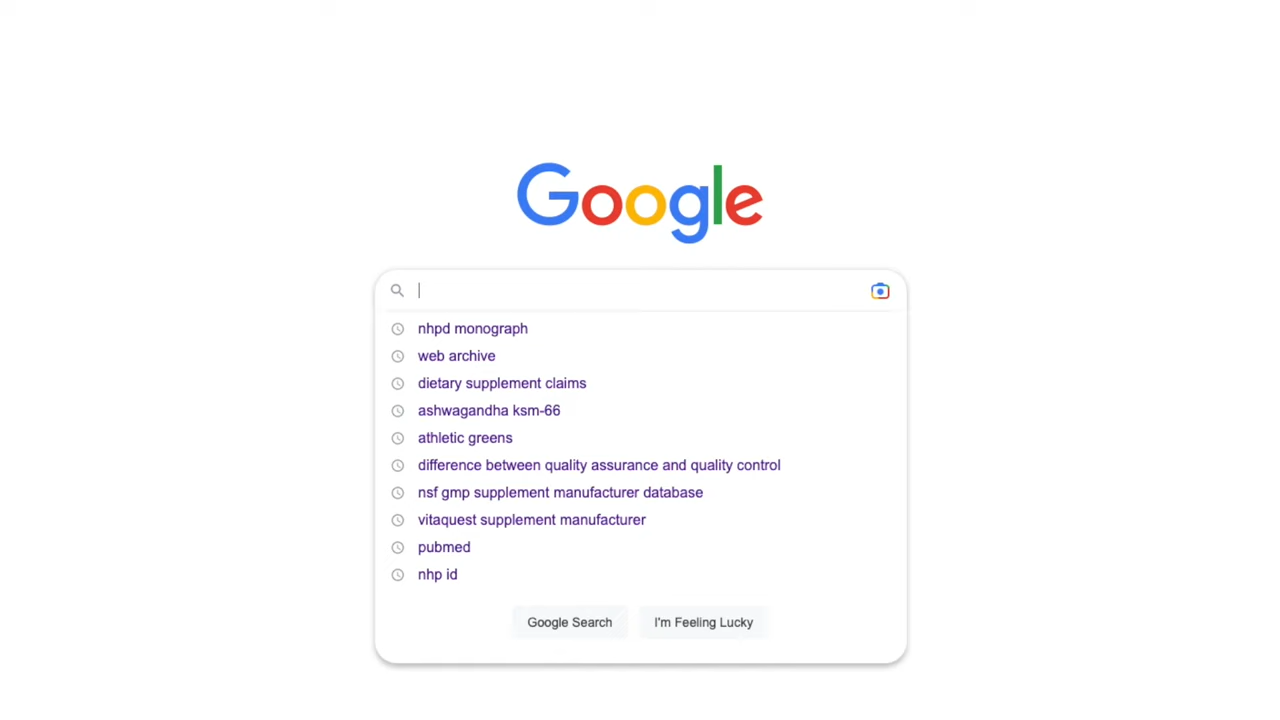 Google
nhpd monograph
web archive
dietary supplement claims
ashwagandha ksm-66
athletic greens
difference between quality assurance and quality control
nsf gmp supplement manufacturer database
vitaquest supplement manufacturer
pubmed
nhp id
Google Search I'm Feeling Lucky